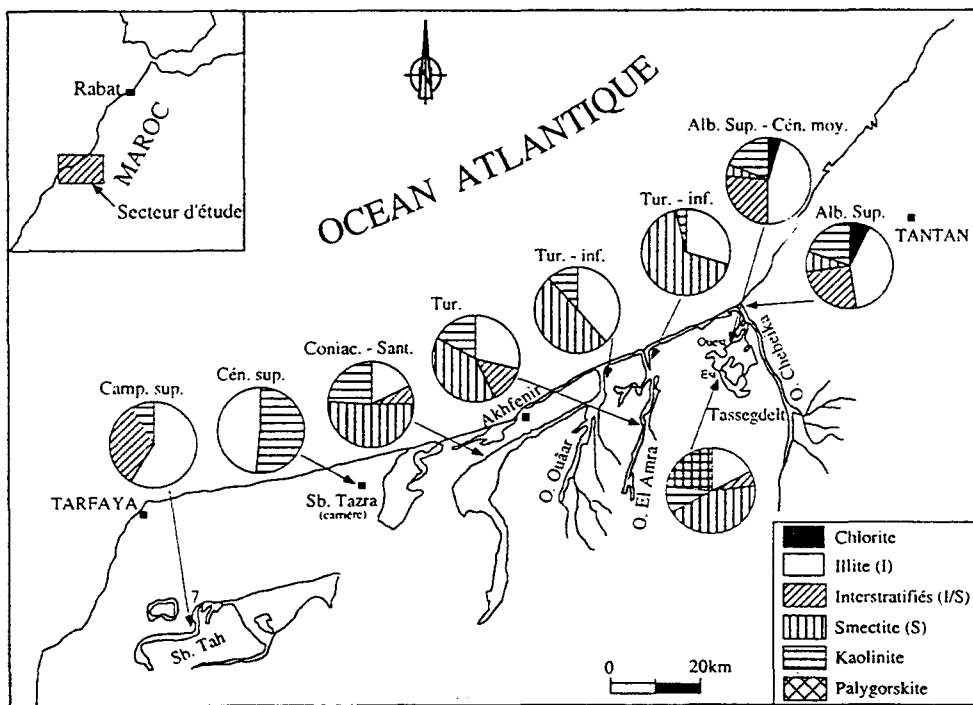 Rabat
MAROC
Secteur d'étude
OCEAN ATLANTIQUE
Alb. Sup. - Cén. moy.
Tur. - inf.
Alb. Sup.
TANTAN
Tur. - inf.
Tur.
Coniac. - Sant.
Cén. sup.
Camp. sup.
Akhfenir
Oued
O. Chebeika
Tassegdelt
O. Ouâar
O. El Amra
Sb. Tazra
(carrière)
TARFAYA
?
Sb. Tah
0 20km
Chlorite
Illite (I)
Interstratifiés (I/S)
Smectite (S)
Kaolinite
Palygorskite